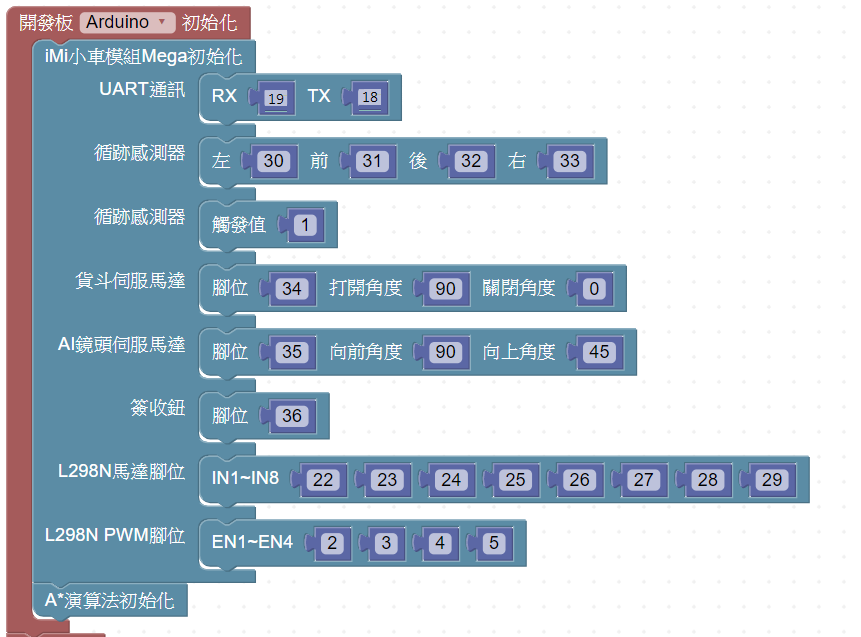 開發板 Arduino 初始化
iMi小車模組Mega初始化
UART通訊 RX 19 TX 18
循跡感測器 左 30 前 31 後 32 右 33
循跡感測器 觸發值 1
貨斗伺服馬達 腳位 34 打開角度 90 關閉角度 0
AI鏡頭伺服馬達 腳位 35 向前角度 90 向上角度 45
簽收鈕 腳位 36
L298N馬達腳位 IN1~IN8 22 23 24 25 26 27 28 29
L298N PWM腳位 EN1~EN4 2 3 4 5
A*演算法初始化